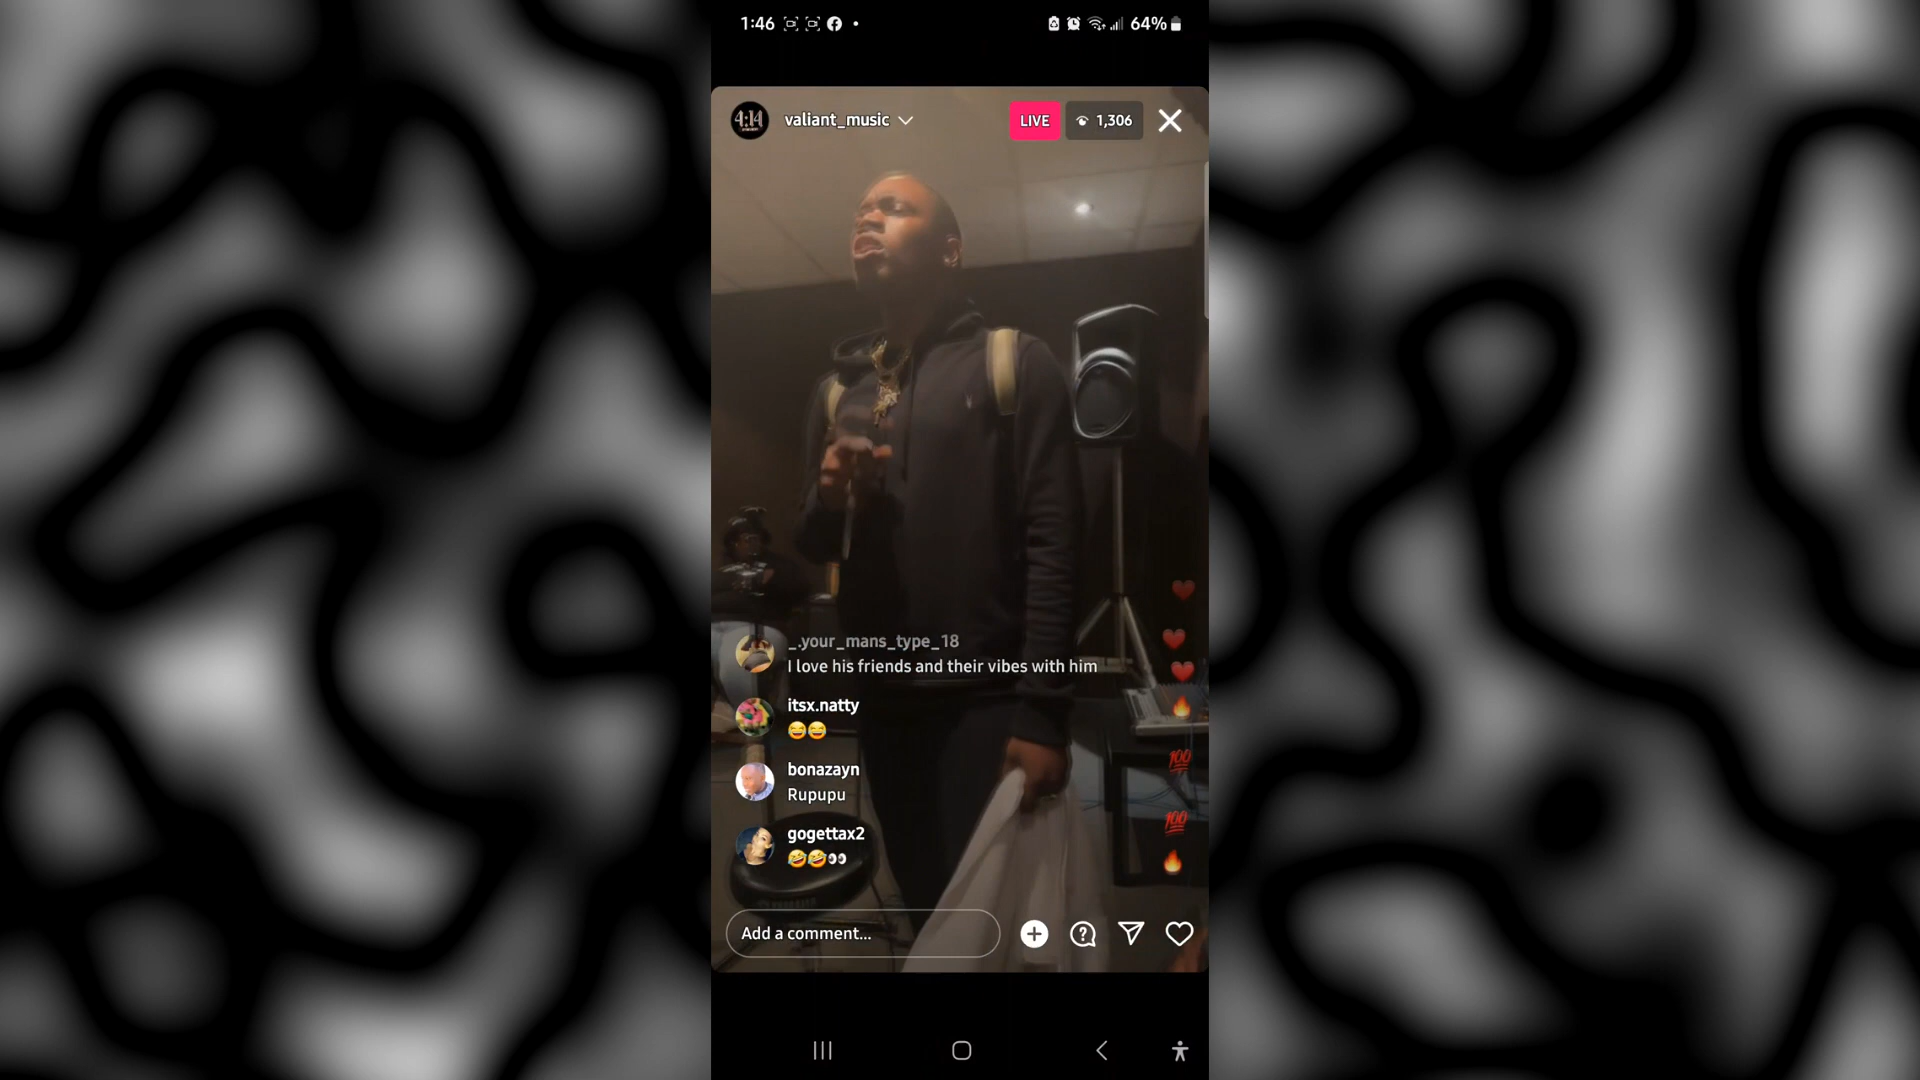 1:46
64%
4:14
valiant_music
LIVE
1,306
_.your_mans_type_18
I love his friends and their vibes with him
itsx.natty
😂😂
bonazayn
Rupupu
gogettax2
🤣🤣👀
💯
💯
Add a comment...